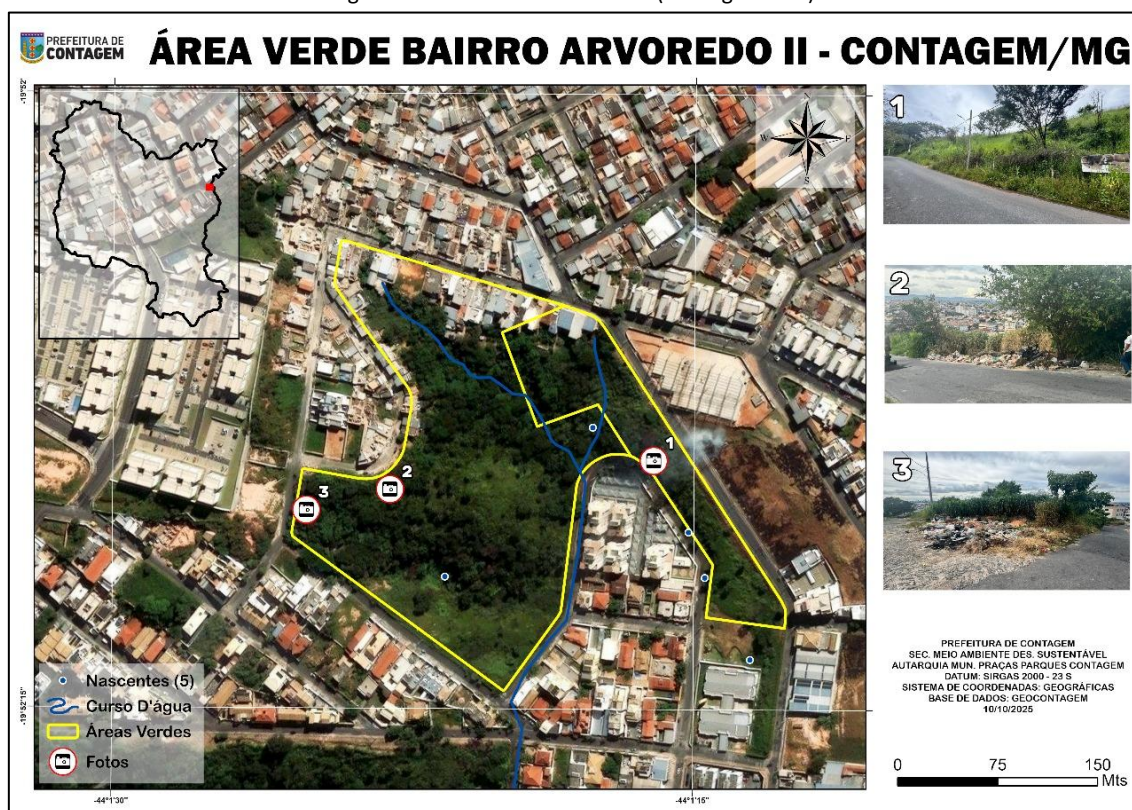 PREFEITURA DE
CONTAGEM
ÁREA VERDE BAIRRO ARVOREDO II - CONTAGEM/MG
-19°52'
-19°52'15"
-44°1'30"
-44°1'15"
W
S
1
2
3
1
2
3
Nascentes (5)
Curso D'água
Áreas Verdes
Fotos
PREFEITURA DE CONTAGEM
SEC. MEIO AMBIENTE DES. SUSTENTÁVEL
AUTARQUIA MUN. PRAÇAS PARQUES CONTAGEM
DATUM: SIRGAS 2000 - 23 S
SISTEMA DE COORDENADAS: GEOGRÁFICAS
BASE DE DADOS: GEOCONTAGEM
10/10/2025
0 75 150
Mts